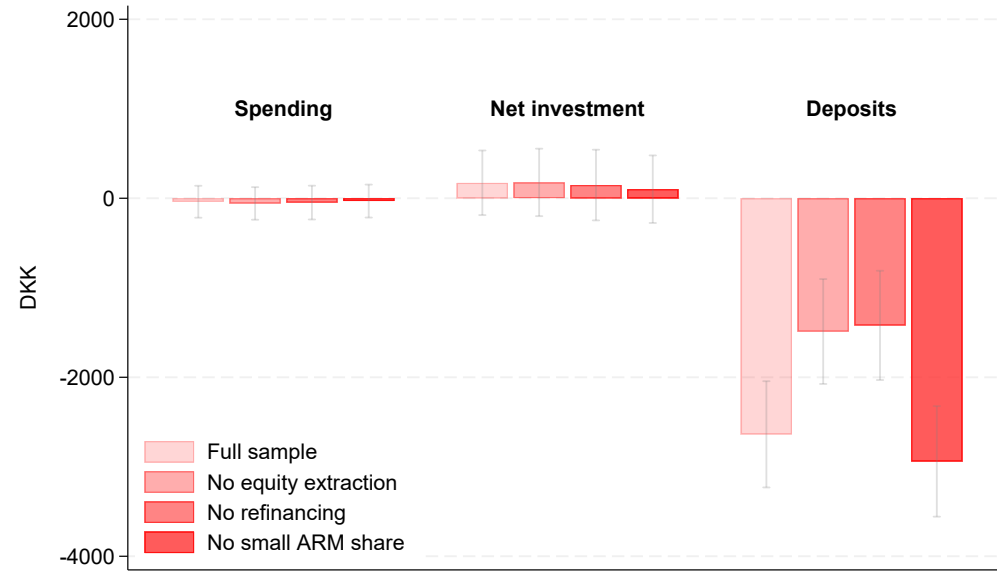 2000
Spending Net investment Deposits
0
DKK
-2000
Full sample
No equity extraction
No refinancing
No small ARM share
-4000